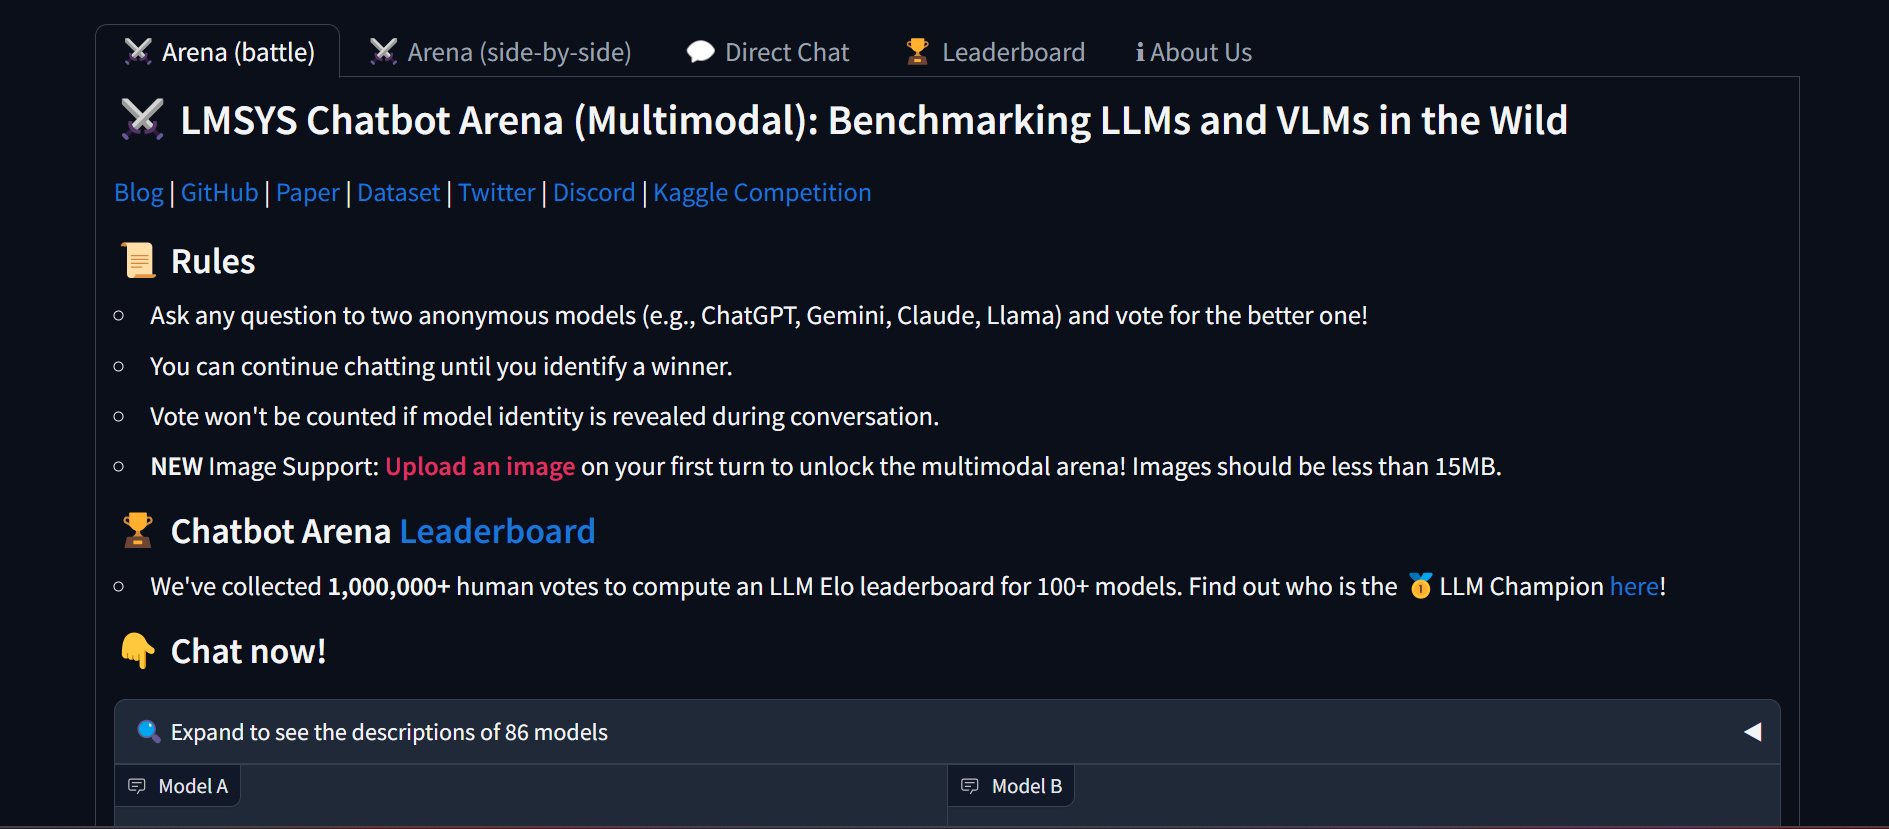 ⚔️ Arena (battle) ⚔️ Arena (side-by-side) 💬 Direct Chat 🏆 Leaderboard ℹ️ About Us
⚔️ LMSYS Chatbot Arena (Multimodal): Benchmarking LLMs and VLMs in the Wild
Blog | GitHub | Paper | Dataset | Twitter | Discord | Kaggle Competition
📜 Rules
Ask any question to two anonymous models (e.g., ChatGPT, Gemini, Claude, Llama) and vote for the better one!
You can continue chatting until you identify a winner.
Vote won't be counted if model identity is revealed during conversation.
NEW Image Support: Upload an image on your first turn to unlock the multimodal arena! Images should be less than 15MB.
🏆 Chatbot Arena Leaderboard
We've collected 1,000,000+ human votes to compute an LLM Elo leaderboard for 100+ models. Find out who is the 🥇 LLM Champion here!
👇 Chat now!
🔍 Expand to see the descriptions of 86 models
Model A Model B